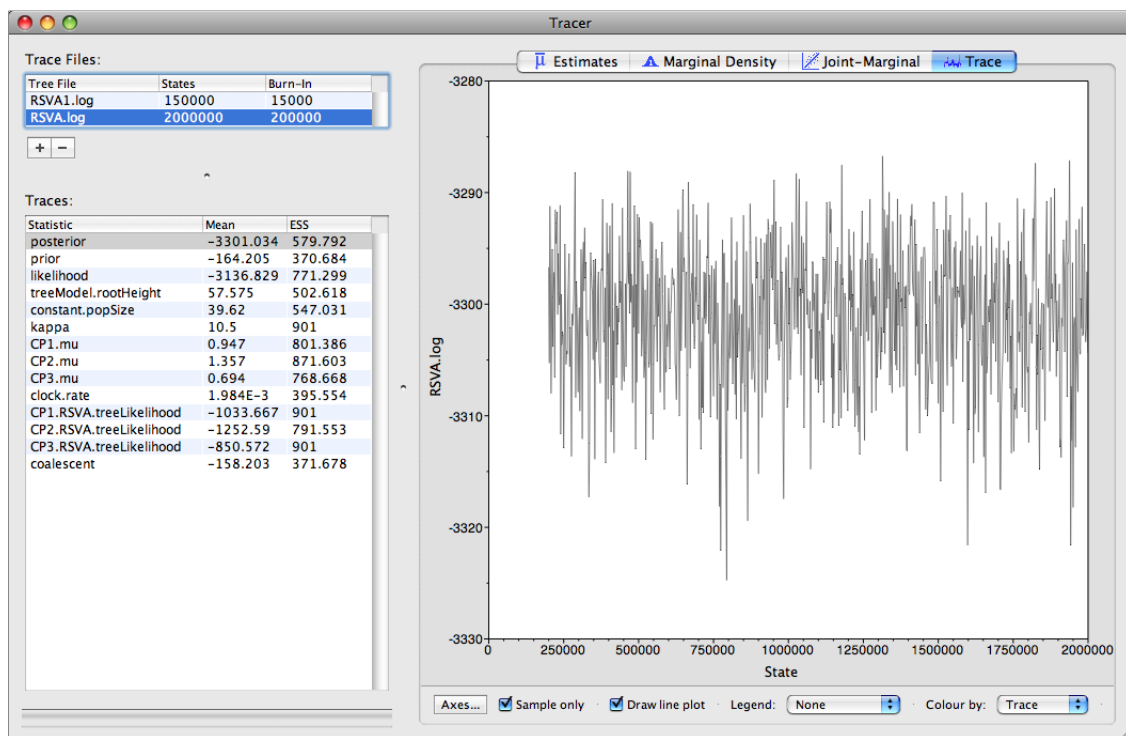 Tracer
Trace Files:
Tree File States Burn-In
RSVA1.log 150000 15000
RSVA.log 2000000 200000
+ −
Traces:
Statistic Mean ESS
posterior -3301.034 579.792
prior -164.205 370.684
likelihood -3136.829 771.299
treeModel.rootHeight 57.575 502.618
constant.popSize 39.62 547.031
kappa 10.5 901
CP1.mu 0.947 801.386
CP2.mu 1.357 871.603
CP3.mu 0.694 768.668
clock.rate 1.984E-3 395.554
CP1.RSVA.treeLikelihood -1033.667 901
CP2.RSVA.treeLikelihood -1252.59 791.553
CP3.RSVA.treeLikelihood -850.572 901
coalescent -158.203 371.678
Estimates Marginal Density Joint-Marginal Trace
-3280
-3290
-3300
-3310
-3320
-3330
RSVA.log
0 250000 500000 750000 1000000 1250000 1500000 1750000 2000000
State
Axes... Sample only Draw line plot Legend: None Colour by: Trace